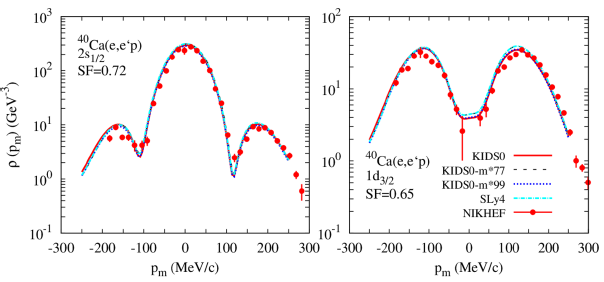 ρ (p_m) (GeV⁻³)
10³
10²
10¹
10⁰
10⁻¹
⁴⁰Ca(e,e‘p)
2s₁/₂
SF=0.72
-300 -200 -100 0 100 200 300
p_m (MeV/c)
10²
10¹
10⁰
10⁻¹
⁴⁰Ca(e,e‘p)
1d₃/₂
SF=0.65
KIDS0
KIDS0-m*77
KIDS0-m*99
SLy4
NIKHEF
-300 -200 -100 0 100 200 300
p_m (MeV/c)